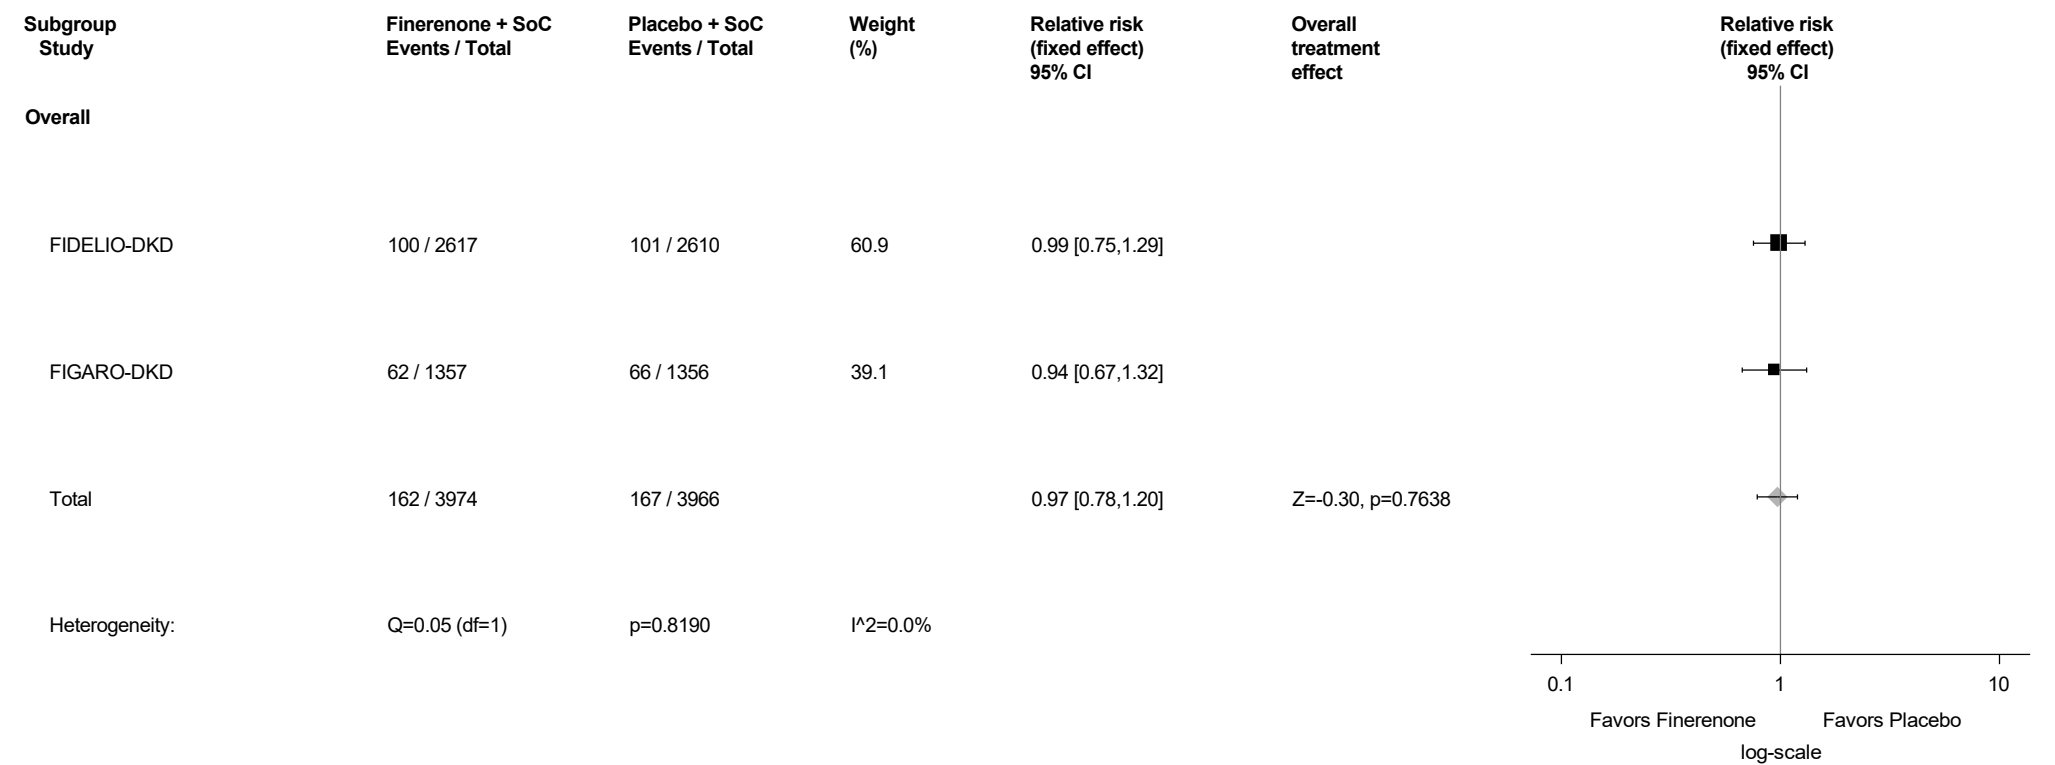 Subgroup Finerenone + SoC Placebo + SoC Weight Relative risk Overall Relative risk
Study Events / Total Events / Total (%) (fixed effect) treatment (fixed effect)
95% CI effect 95% CI
Overall
FIDELIO-DKD 100 / 2617 101 / 2610 60.9 0.99 [0.75,1.29]
FIGARO-DKD 62 / 1357 66 / 1356 39.1 0.94 [0.67,1.32]
Total 162 / 3974 167 / 3966 0.97 [0.78,1.20] Z=-0.30, p=0.7638
Heterogeneity: Q=0.05 (df=1) p=0.8190 I^2=0.0%
0.1 1 10
Favors Finerenone Favors Placebo
log-scale